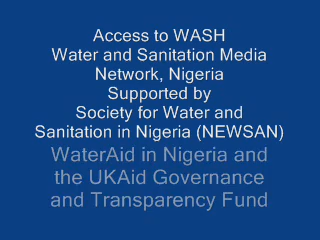 Access to WASH
Water and Sanitation Media
Network, Nigeria
Supported by
Society for Water and
Sanitation in Nigeria (NEWSAN)
WaterAid in Nigeria and
the UKAid Governance
and Transparency Fund